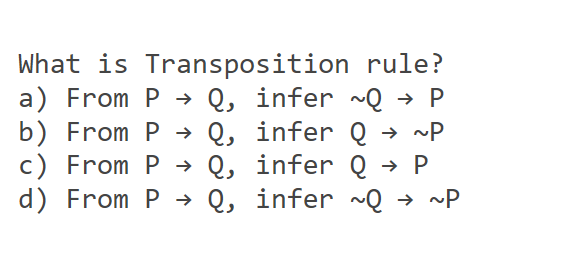 What is Transposition rule?
a) From P → Q, infer ~Q → P
b) From P → Q, infer Q → ~P
c) From P → Q, infer Q → P
d) From P → Q, infer ~Q → ~P